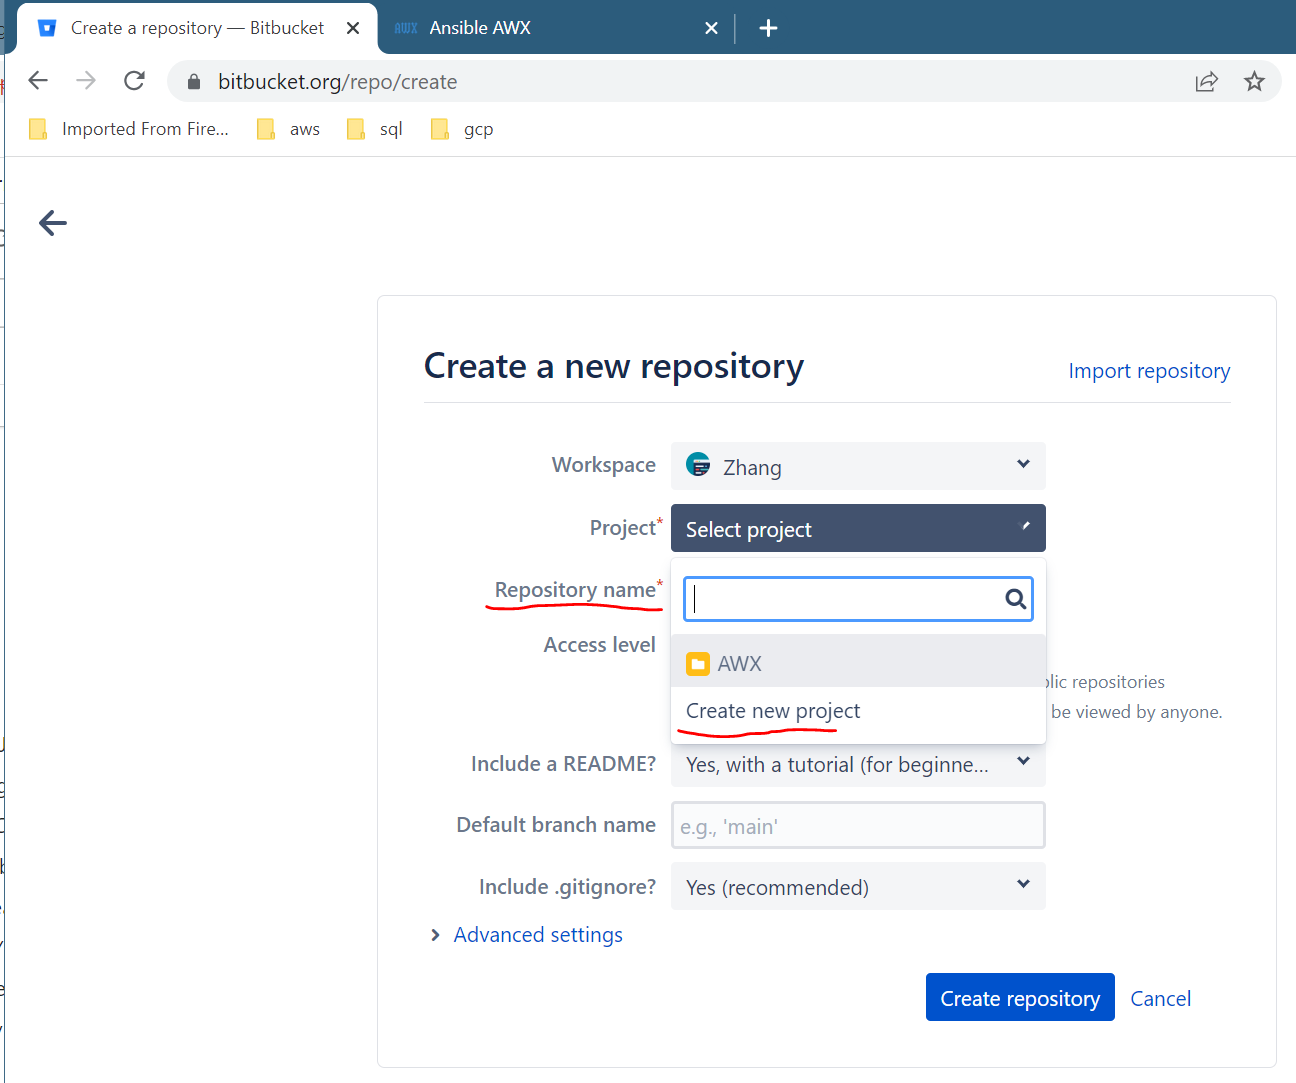 Create a repository — Bitbucket
AWX Ansible AWX
bitbucket.org/repo/create
Imported From Fire... aws sql gcp
Create a new repository
Import repository
Workspace Zhang
Project* Select project
Repository name*
Access level
AWX
lic repositories
Create new project
be viewed by anyone.
Include a README? Yes, with a tutorial (for beginne...
Default branch name e.g., 'main'
Include .gitignore? Yes (recommended)
Advanced settings
Create repository Cancel